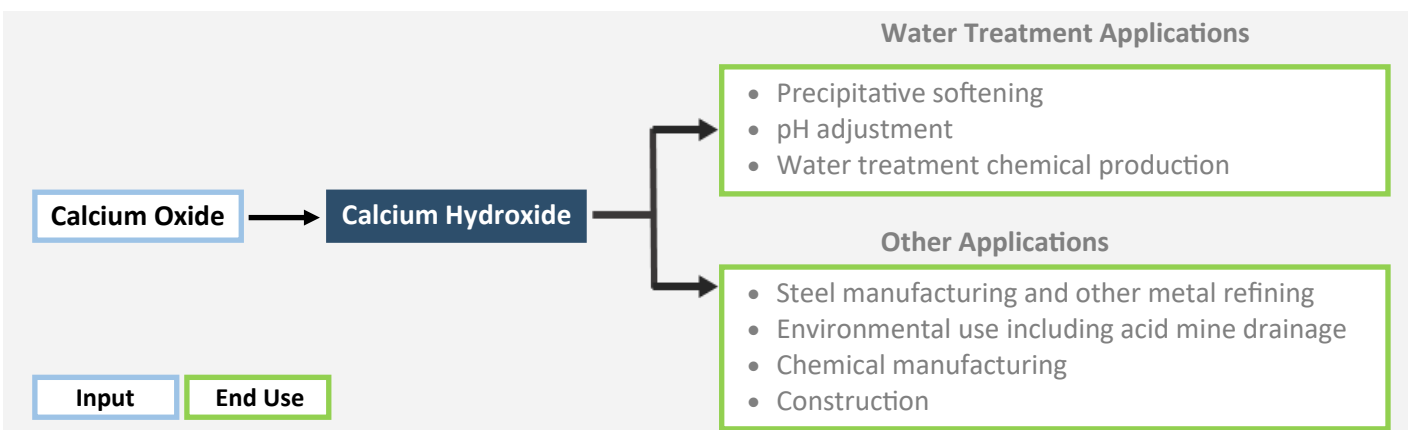 Water Treatment Applications
• Precipitative softening
• pH adjustment
• Water treatment chemical production
Calcium Oxide
Calcium Hydroxide
Other Applications
• Steel manufacturing and other metal refining
• Environmental use including acid mine drainage
• Chemical manufacturing
• Construction
Input
End Use